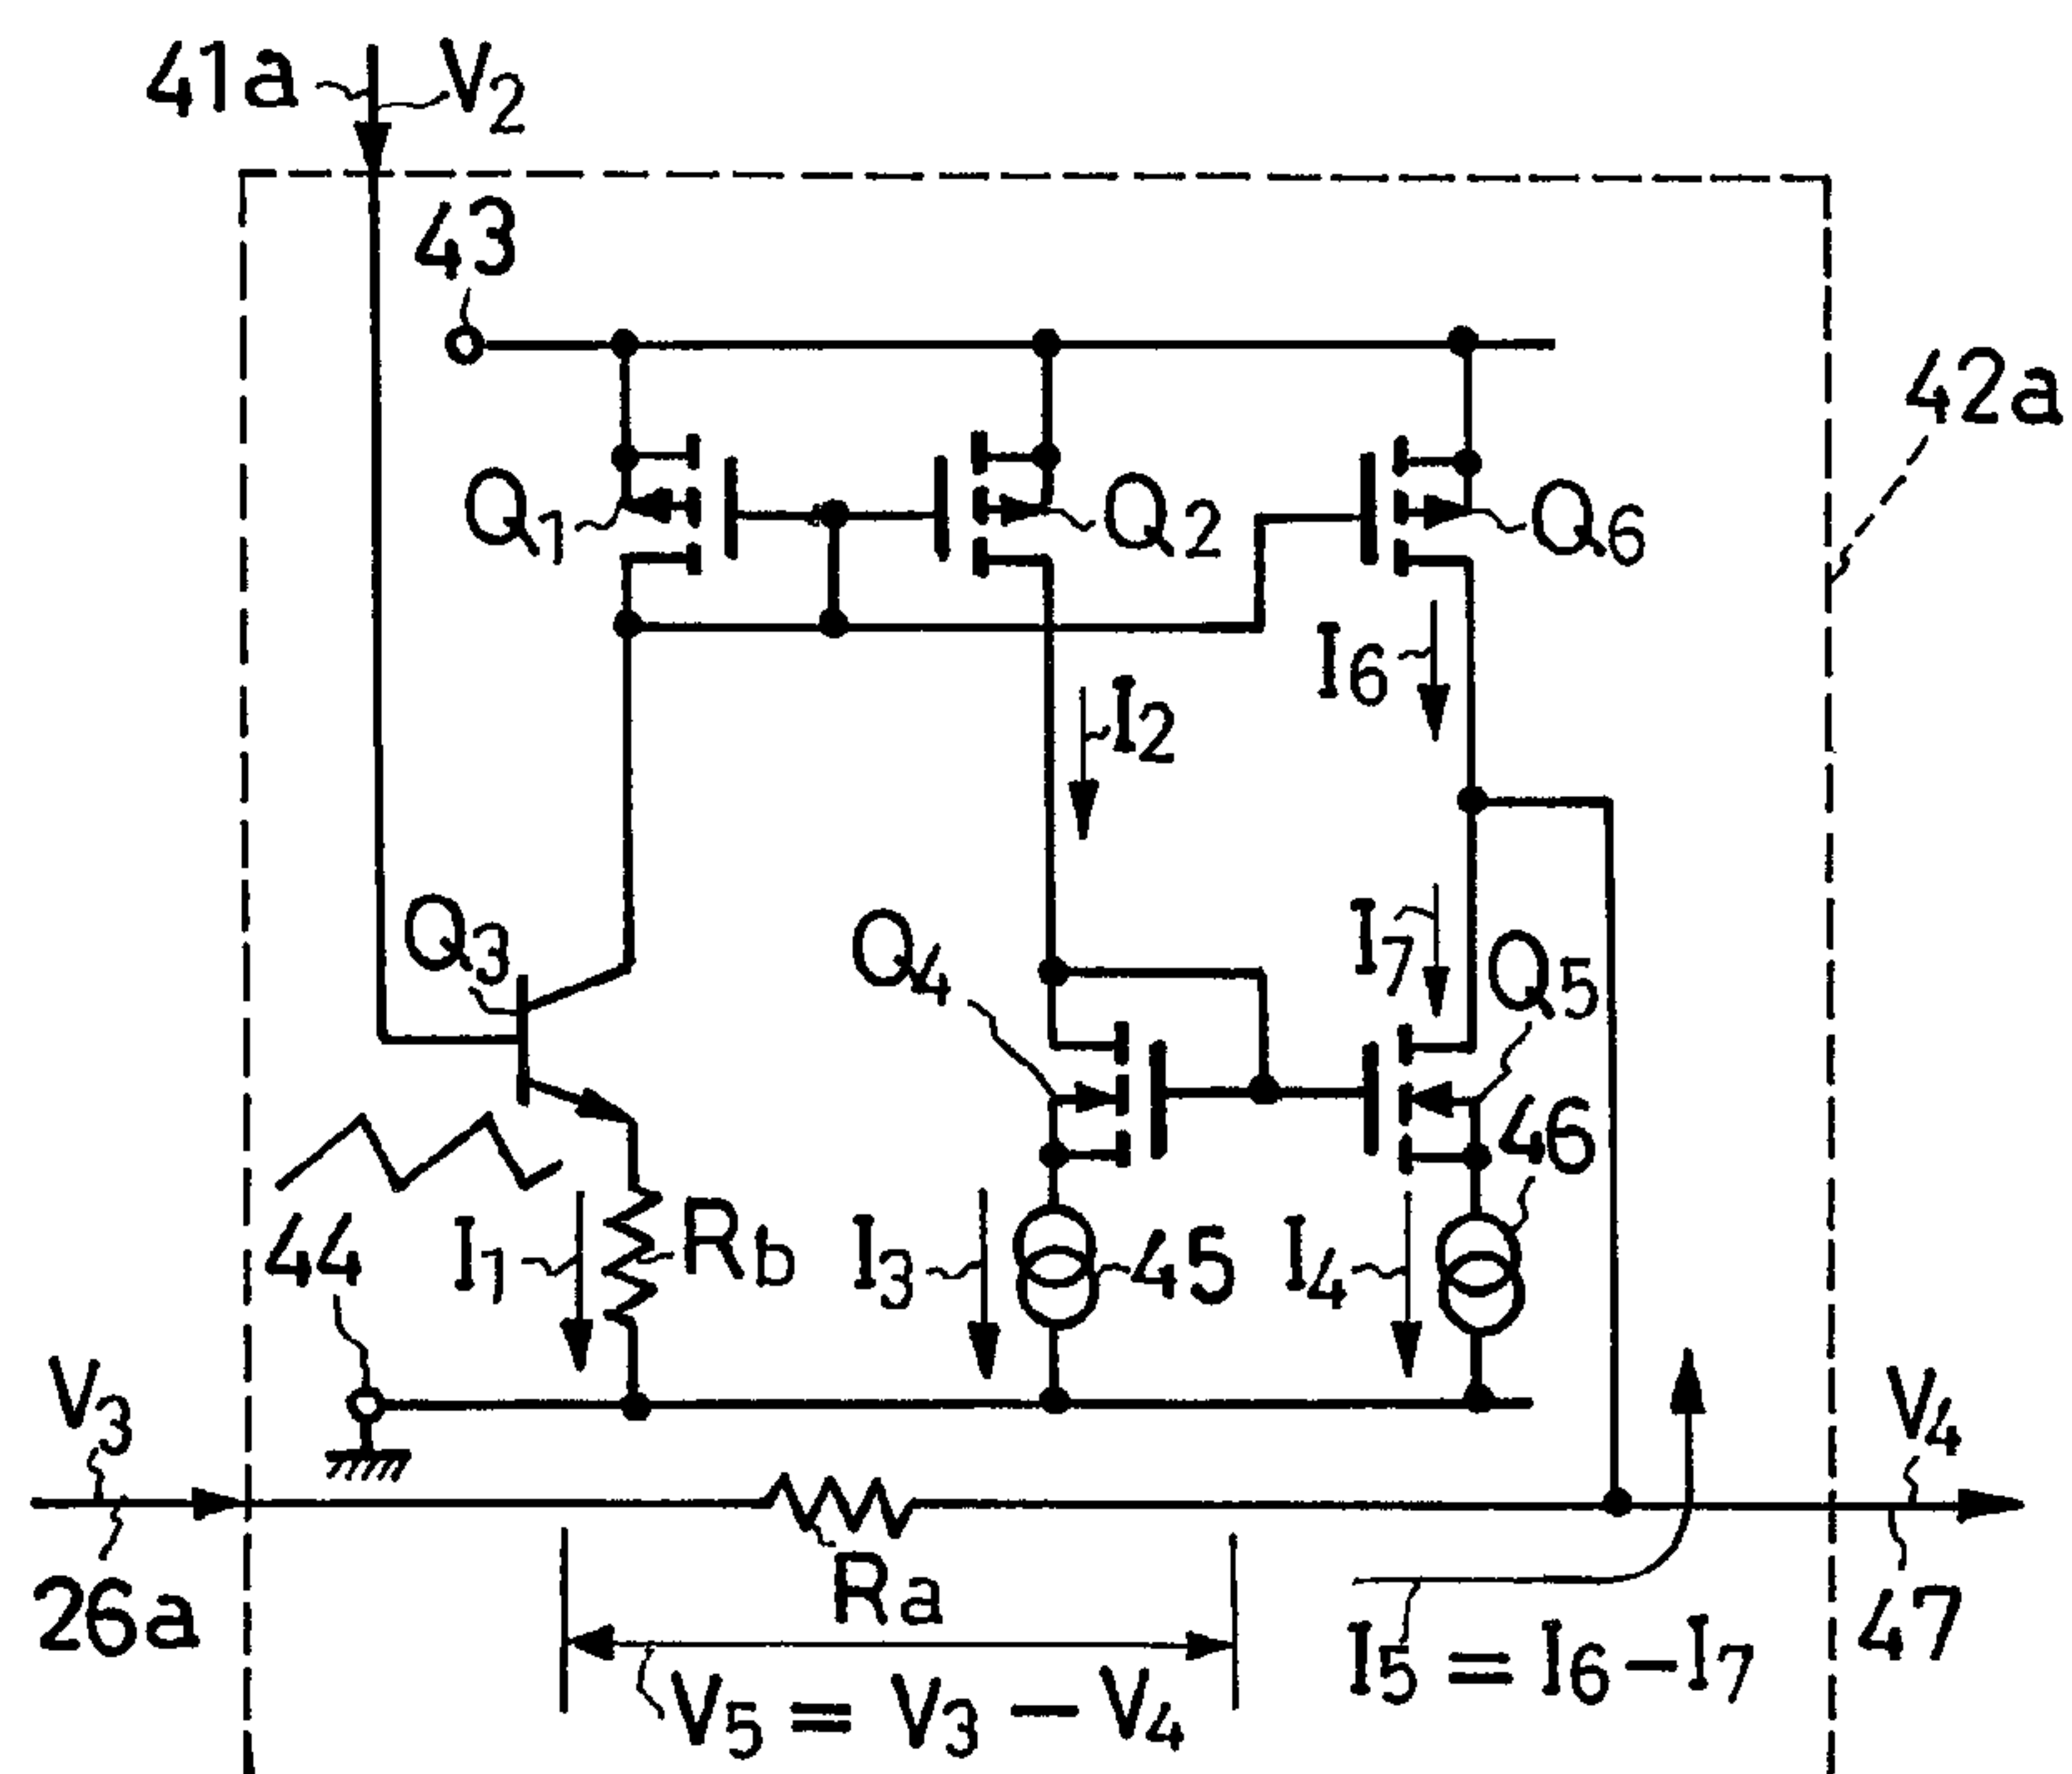 41a
V2
43
42a
Q1
Q2
Q6
I6
I2
Q3
Q4
I7
Q5
46
44
I1
Rb
I3
45
I4
V3
V4
26a
Ra
47
I5 = I6 – I7
V5 = V3 – V4